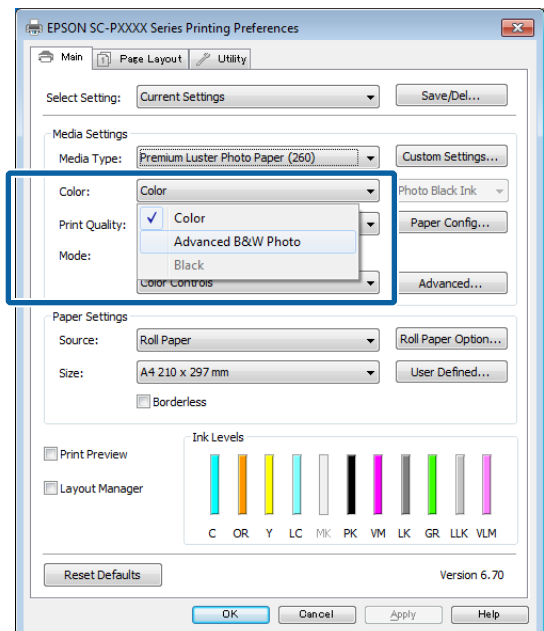 EPSON SC-PXXXX Series Printing Preferences
Main Page Layout Utility
Select Setting: Current Settings Save/Del...
Media Settings
Media Type: Premium Luster Photo Paper (260) Custom Settings...
Color: Color Photo Black Ink
Print Quality: Color Paper Config...
Advanced B&W Photo
Mode:
Black
Color Controls Advanced...
Paper Settings
Source: Roll Paper Roll Paper Option...
Size: A4 210 x 297 mm User Defined...
Borderless
Ink Levels
Print Preview
Layout Manager
C OR Y LC MK PK VM LK GR LLK VLM
Reset Defaults Version 6.70
OK Cancel Apply Help